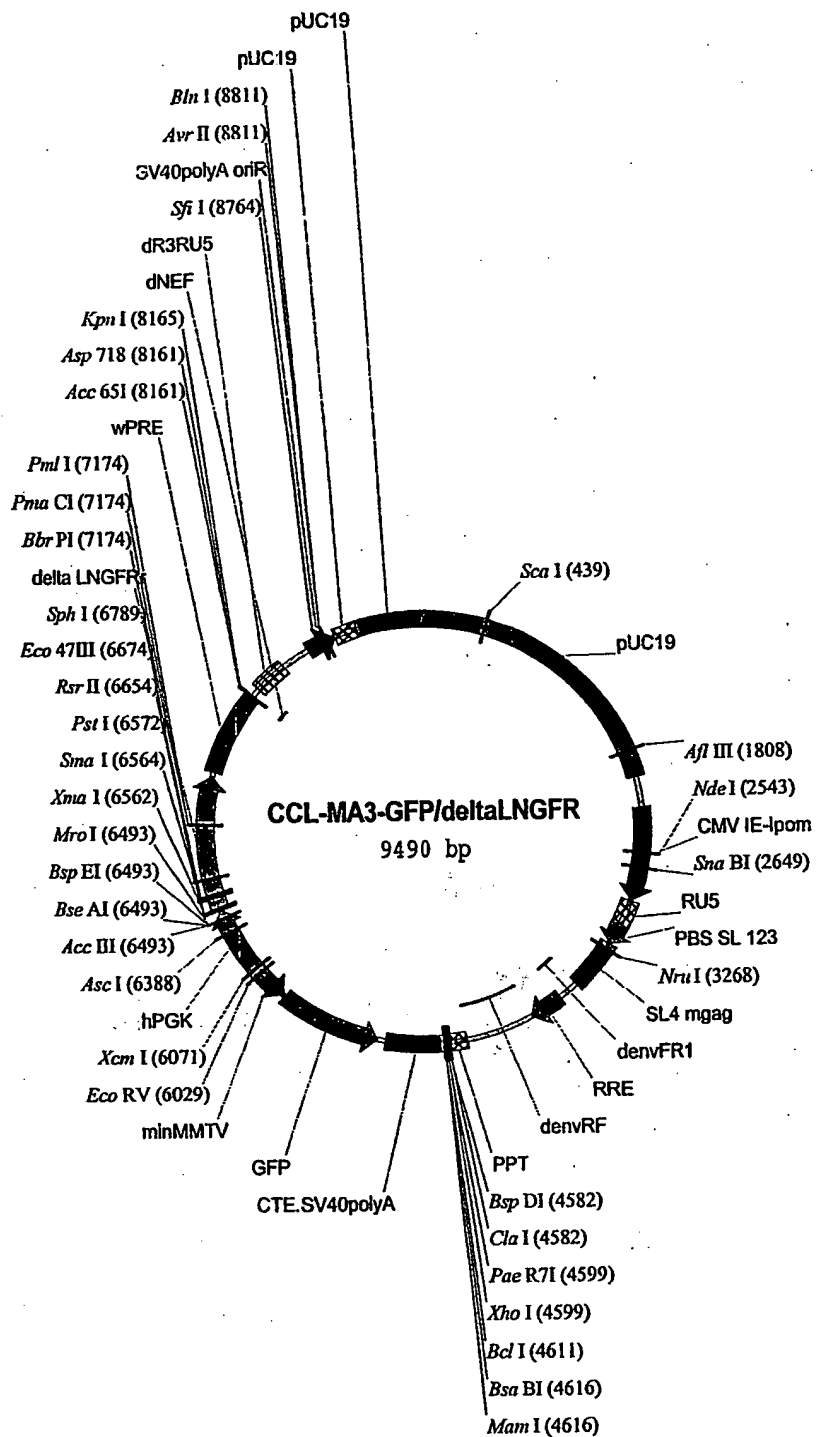 pUC19
pUC19
Bln I (8811)
Avr II (8811)
SV40polyA oriR
Sfi I (8764)
dR3RU5
dNEF
Kpn I (8165)
Asp 718 (8161)
Acc 65I (8161)
wPRE
Pml I (7174)
Pma CI (7174)
Bbr PI (7174)
delta LNGFR
Sph I (6789)
Eco 47III (6674)
Rsr II (6654)
Pst I (6572)
Sma I (6564)
Xma I (6562)
Mro I (6493)
Bsp EI (6493)
Bse AI (6493)
Acc III (6493)
Asc I (6388)
hPGK
Xcm I (6071)
Eco RV (6029)
minMMTV
GFP
CTE.SV40polyA
Sca I (439)
pUC19
Afl III (1808)
Nde I (2543)
CMV IE-lpom
Sna BI (2649)
RU5
PBS SL 123
Nru I (3268)
SL4 mgag
denvFR1
RRE
denvRF
PPT
Bsp DI (4582)
Cla I (4582)
Pae R7I (4599)
Xho I (4599)
Bcl I (4611)
Bsa BI (4616)
Mam I (4616)
CCL-MA3-GFP/deltaLNGFR
9490 bp